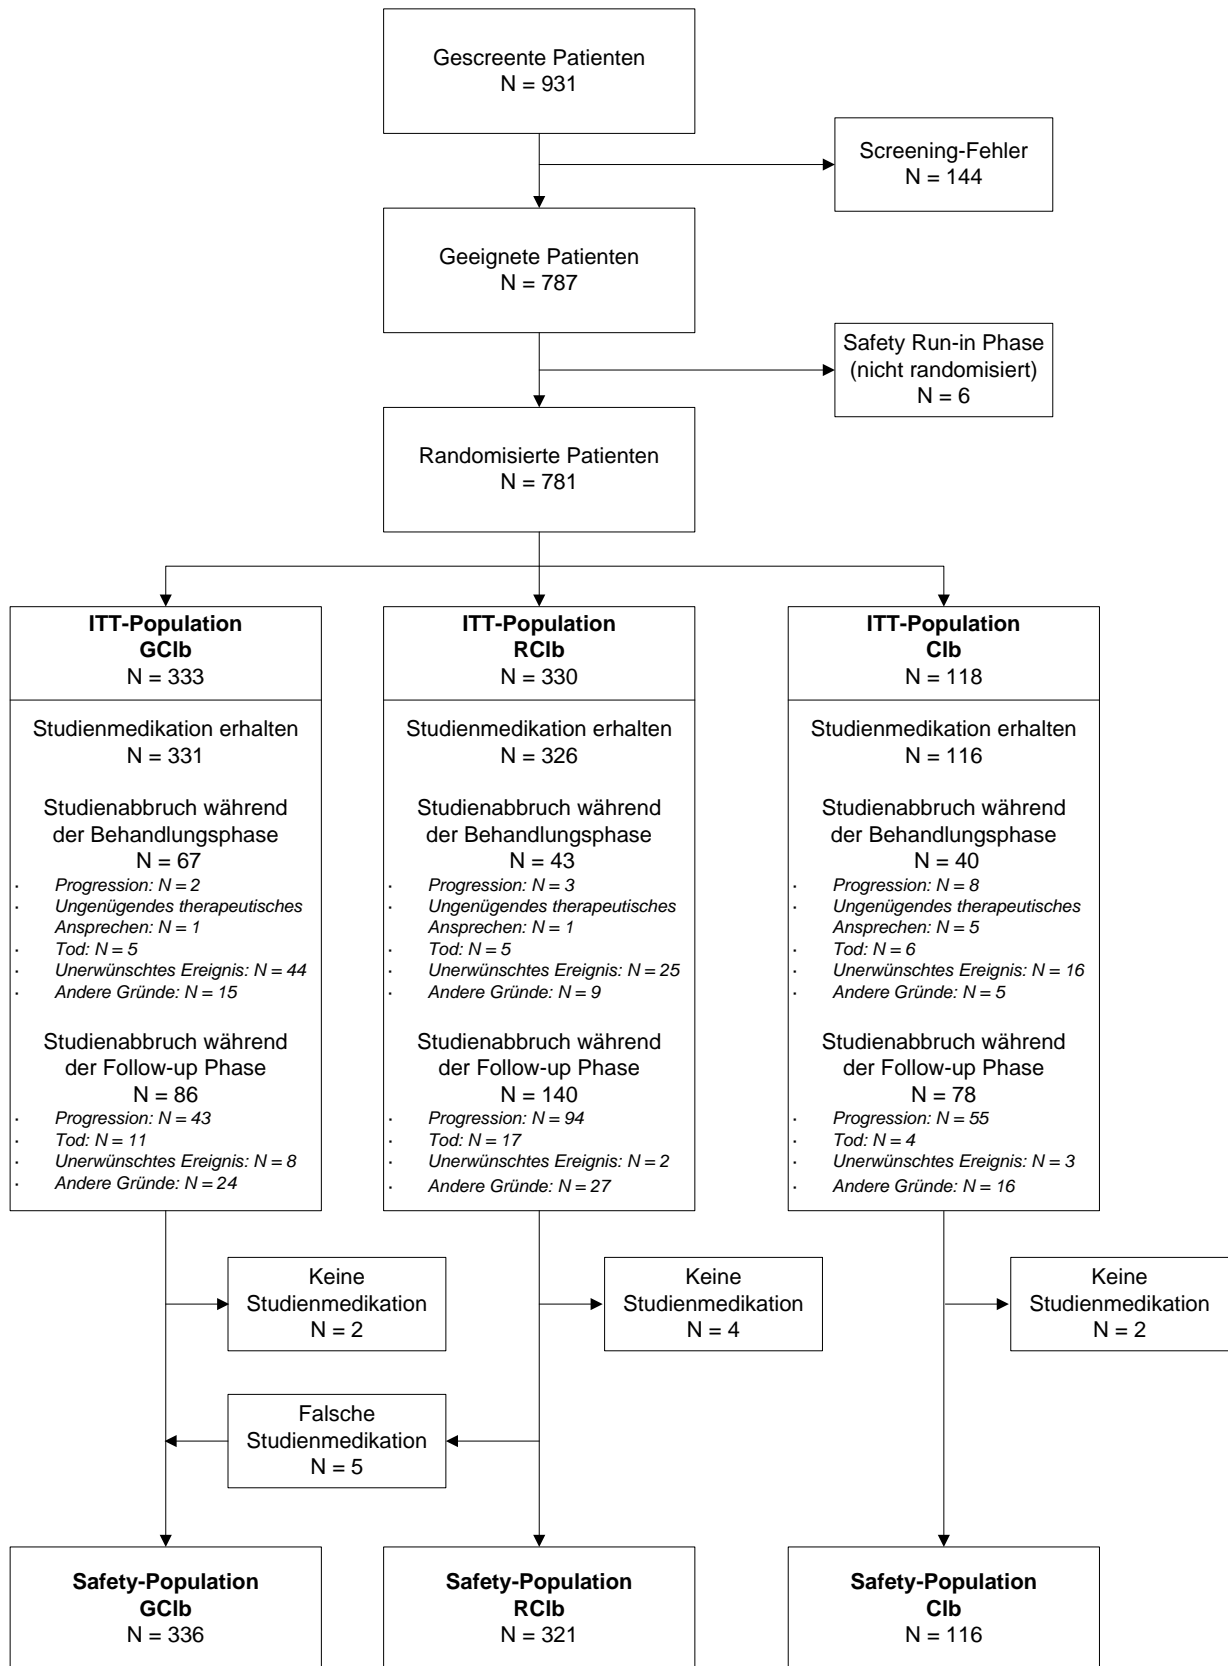 Gescreente Patienten
N = 931
Screening-Fehler
N = 144
Geeignete Patienten
N = 787
Safety Run-in Phase
(nicht randomisiert)
N = 6
Randomisierte Patienten
N = 781
ITT-Population
GClb
N = 333
Studienmedikation erhalten
N = 331
Studienabbruch während
der Behandlungsphase
N = 67
· Progression: N = 2
· Ungenügendes therapeutisches
Ansprechen: N = 1
· Tod: N = 5
· Unerwünschtes Ereignis: N = 44
· Andere Gründe: N = 15
Studienabbruch während
der Follow-up Phase
N = 86
· Progression: N = 43
· Tod: N = 11
· Unerwünschtes Ereignis: N = 8
· Andere Gründe: N = 24
ITT-Population
RClb
N = 330
Studienmedikation erhalten
N = 326
Studienabbruch während
der Behandlungsphase
N = 43
· Progression: N = 3
· Ungenügendes therapeutisches
Ansprechen: N = 1
· Tod: N = 5
· Unerwünschtes Ereignis: N = 25
· Andere Gründe: N = 9
Studienabbruch während
der Follow-up Phase
N = 140
· Progression: N = 94
· Tod: N = 17
· Unerwünschtes Ereignis: N = 2
· Andere Gründe: N = 27
ITT-Population
Clb
N = 118
Studienmedikation erhalten
N = 116
Studienabbruch während
der Behandlungsphase
N = 40
· Progression: N = 8
· Ungenügendes therapeutisches
Ansprechen: N = 5
· Tod: N = 6
· Unerwünschtes Ereignis: N = 16
· Andere Gründe: N = 5
Studienabbruch während
der Follow-up Phase
N = 78
· Progression: N = 55
· Tod: N = 4
· Unerwünschtes Ereignis: N = 3
· Andere Gründe: N = 16
Keine
Studienmedikation
N = 2
Keine
Studienmedikation
N = 4
Keine
Studienmedikation
N = 2
Falsche
Studienmedikation
N = 5
Safety-Population
GClb
N = 336
Safety-Population
RClb
N = 321
Safety-Population
Clb
N = 116